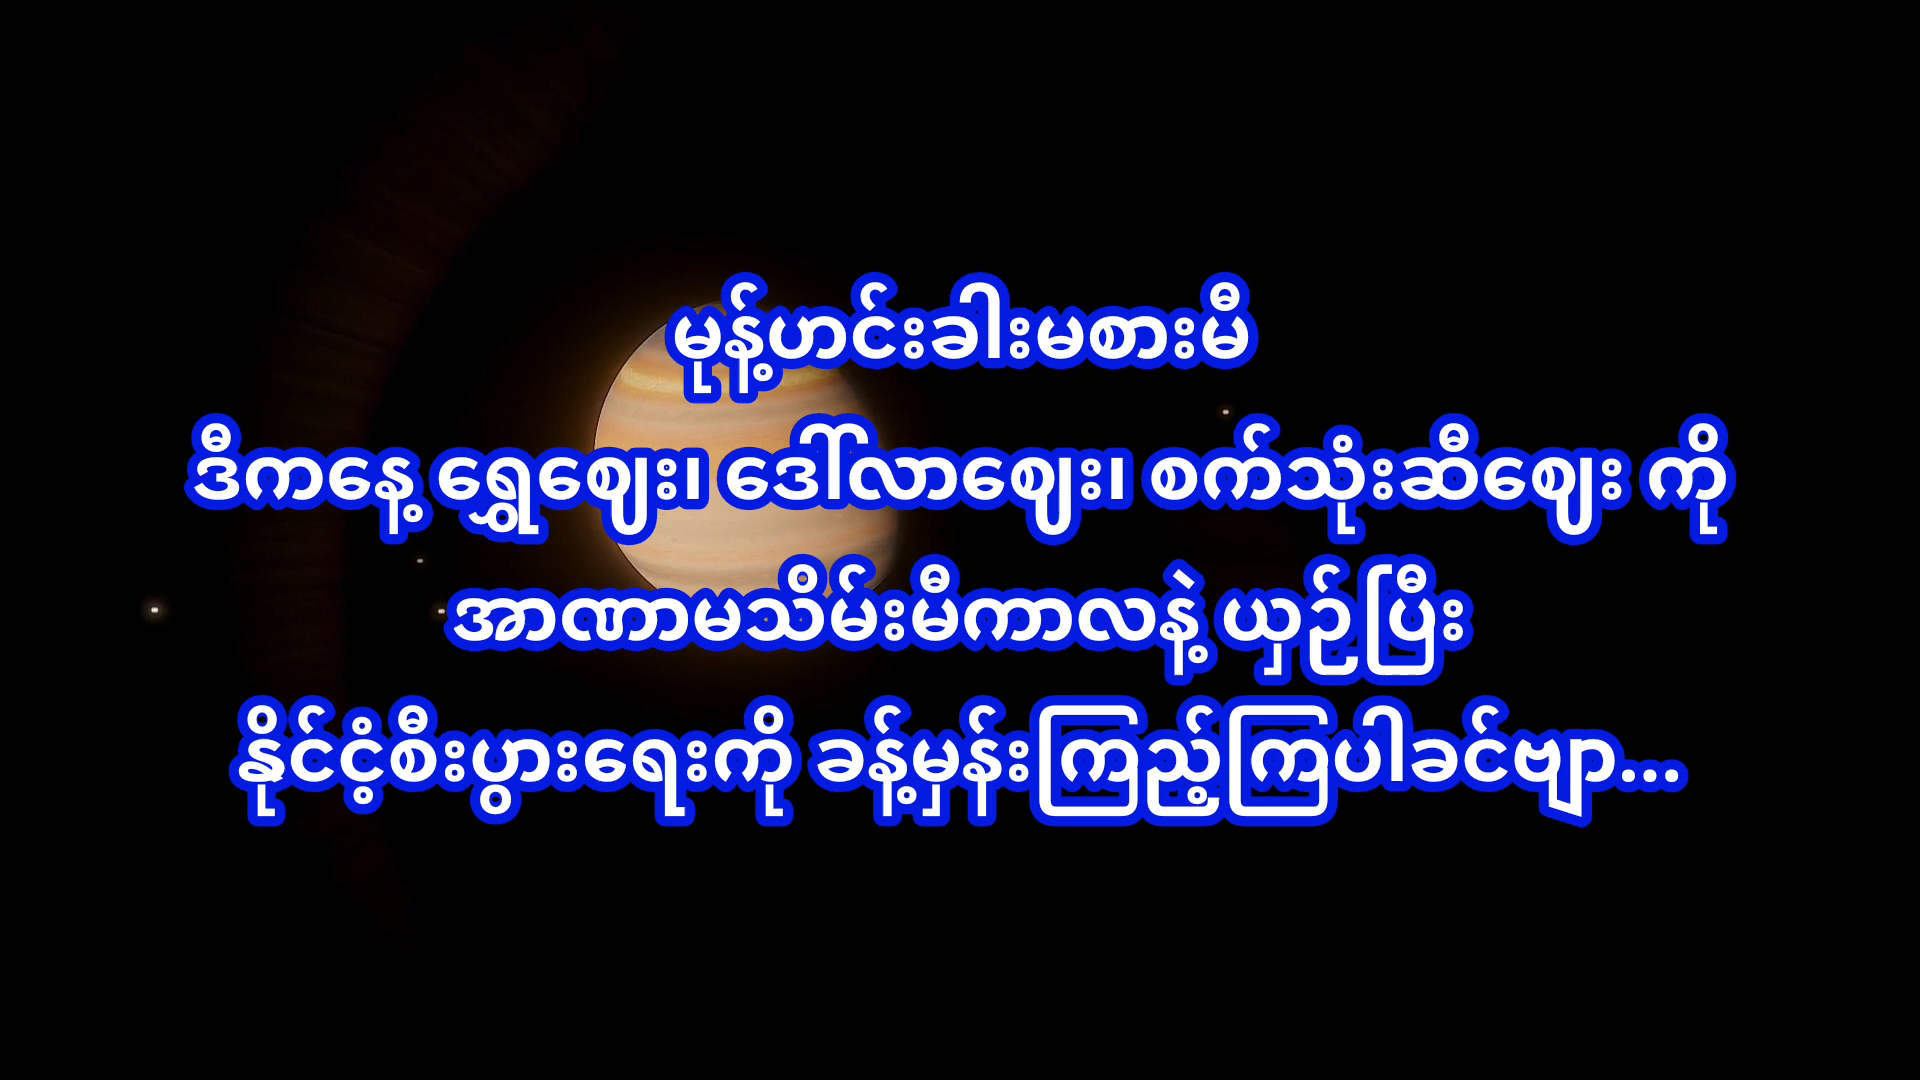 မုန့်ဟင်းခါးမစားမီ
ဒီကနေ့ ရွှေဈေး၊ ဒေါ်လာဈေး၊ စက်သုံးဆီဈေး ကို
အာဏာမသိမ်းမီကာလနဲ့ ယှဉ်ပြီး
နိုင်ငံ့စီးပွားရေးကို ခန့်မှန်းကြည့်ကြပါခင်ဗျာ...